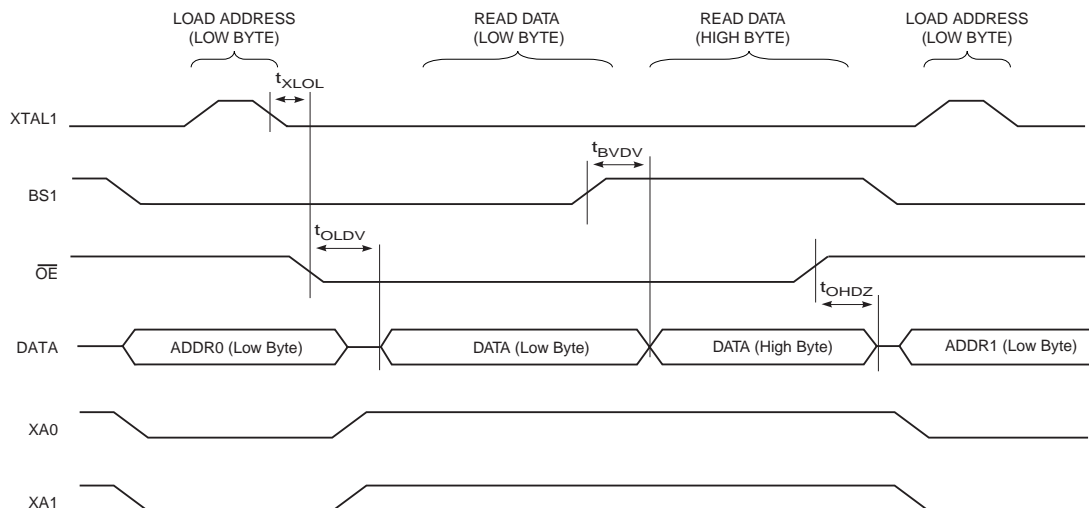 LOAD ADDRESS
(LOW BYTE)
READ DATA
(LOW BYTE)
READ DATA
(HIGH BYTE)
LOAD ADDRESS
(LOW BYTE)
tXLOL
XTAL1
tBVDV
BS1
tOLDV
OE
tOHDZ
DATA
ADDR0 (Low Byte)
DATA (Low Byte)
DATA (High Byte)
ADDR1 (Low Byte)
XA0
XA1